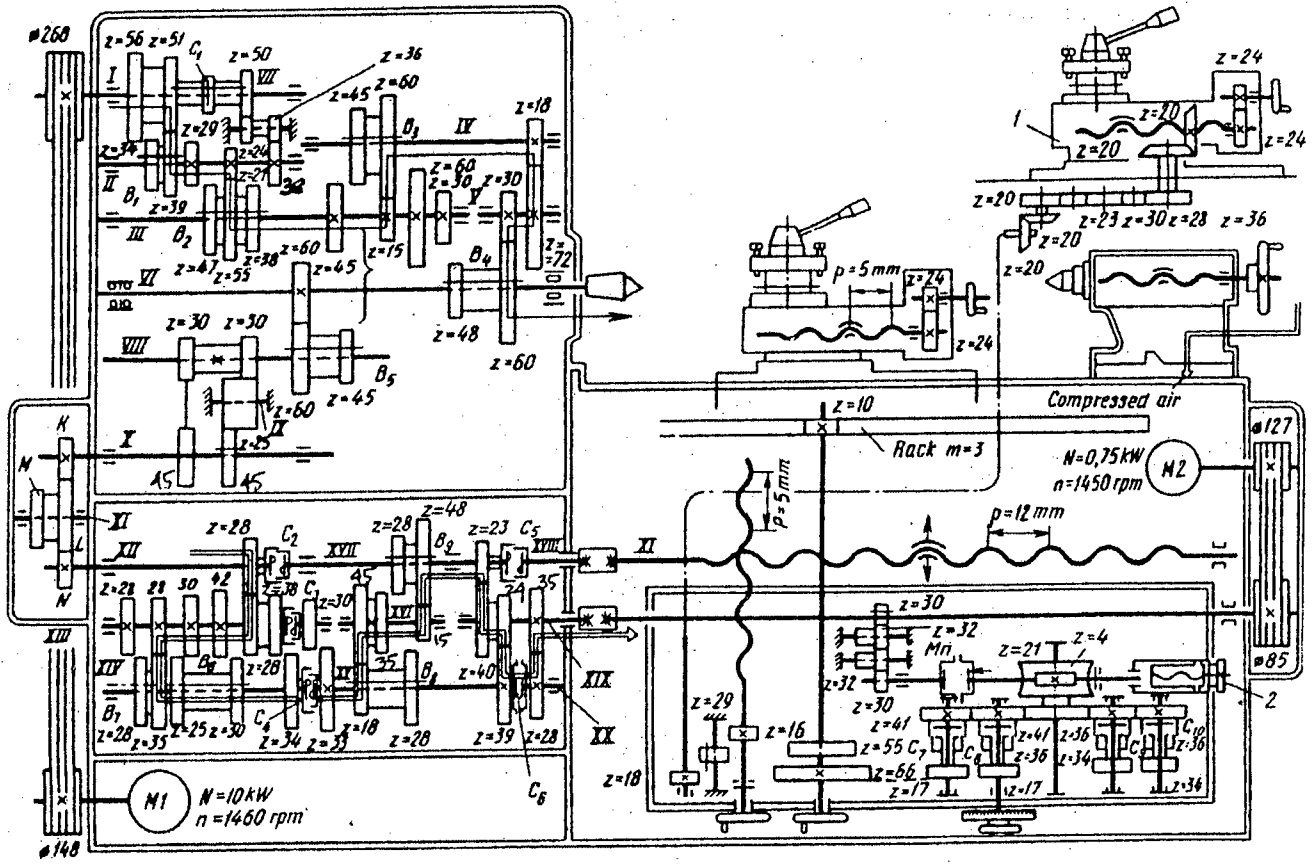 ø268
z=56
z=51
C1
z=50
z=36
I
VII
z=60
z=45
z=18
B3
IV
z=34
z=29
z=24
z=21
II
B1
z=39
38
z=60
z=30
z=30
V
III
B2
z=47
z=55
z=38
z=60
z=45
z=15
z=72
VI
B4
z=48
z=60
z=30
z=30
VIII
B5
z=60
z=45
IX
z=25
X
45
45
K
M
XI
L
N
z=24
1
z=20
z=20
z=24
z=20
z=23
z=30
z=28
z=36
z=20
z=20
p=5mm
z=24
z=24
Compressed air
z=10
Rack m=3
ø127
N=0,75kW
n=1450 rpm
M2
z=28
C2
z=28
z=48
z=23
C5
XII
XVII
B9
XVIII
XI
p=5mm
p=12 mm
z=28
28
30
42
z=38
z=30
45
XVI
15
24
35
XIII
XIV
B7
z=28
z=35
z=25
z=30
z=28
C4
z=34
z=33
XV
z=18
35
z=28
z=40
z=39
z=28
XIX
XX
C6
z=30
z=32
Mп
z=21
z=4
z=32
z=30
ø85
2
z=29
z=18
z=16
z=41
z=55
C7
z=66
z=17
C8
z=41
z=36
z=17
z=36
z=34
C10
z=36
z=34
M1
N=10kW
n=1460 rpm
ø148